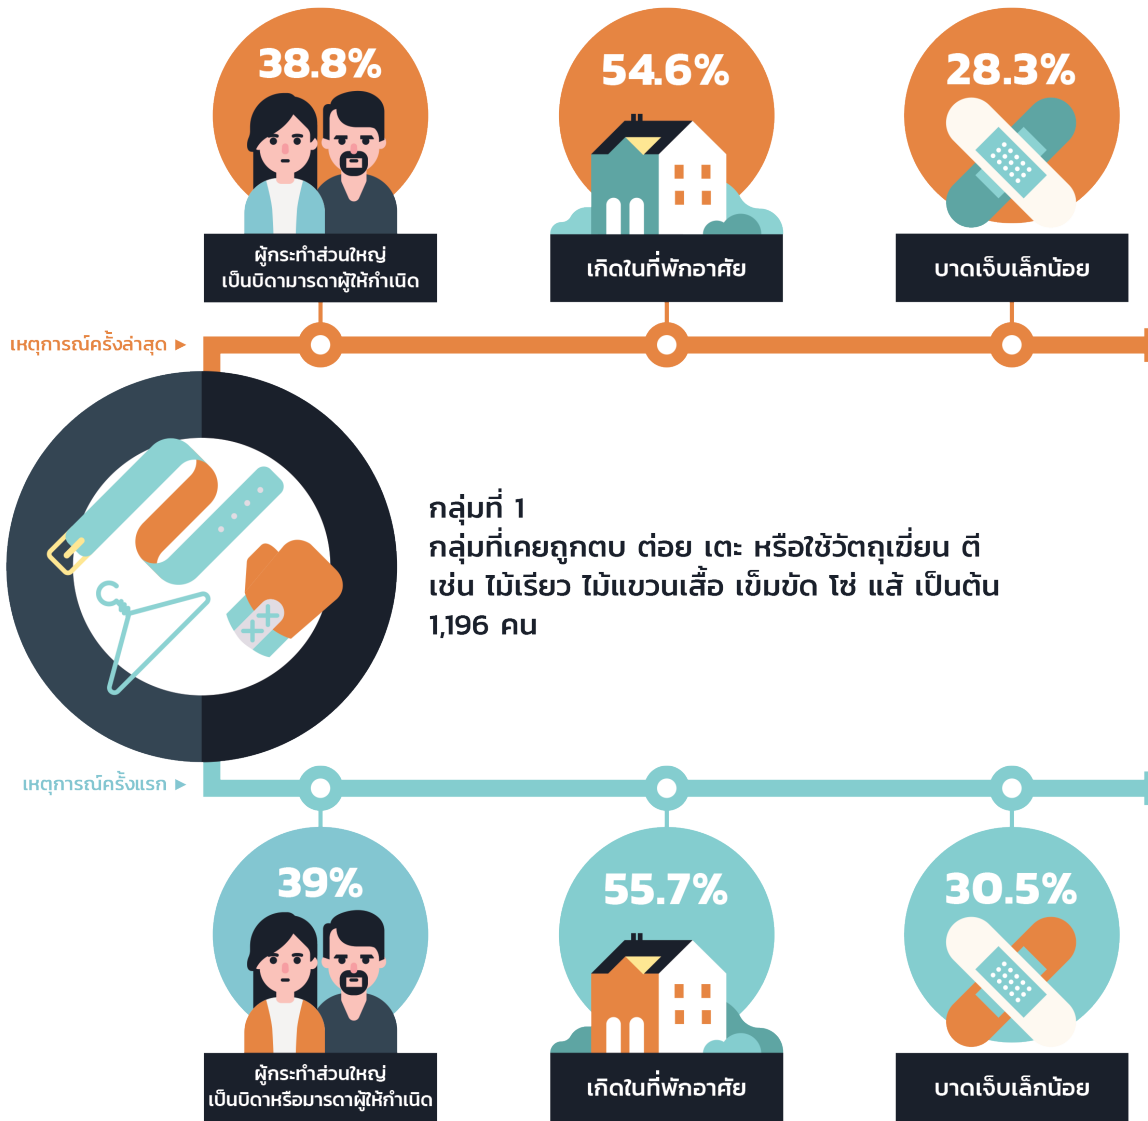 38.8%
54.6%
28.3%
ผู้กระทำส่วนใหญ่
เป็นบิดามารดาผู้ให้กำเนิด
เกิดในที่พักอาศัย
บาดเจ็บเล็กน้อย
เหตุการณ์ครั้งล่าสุด ►
กลุ่มที่ 1
กลุ่มที่เคยถูกตบ ต่อย เตะ หรือใช้วัตถุเฆี่ยน ตี
เช่น ไม้เรียว ไม้แขวนเสื้อ เข็มขัด โซ่ แส้ เป็นต้น
1,196 คน
เหตุการณ์ครั้งแรก ►
39%
55.7%
30.5%
ผู้กระทำส่วนใหญ่
เป็นบิดาหรือมารดาผู้ให้กำเนิด
เกิดในที่พักอาศัย
บาดเจ็บเล็กน้อย